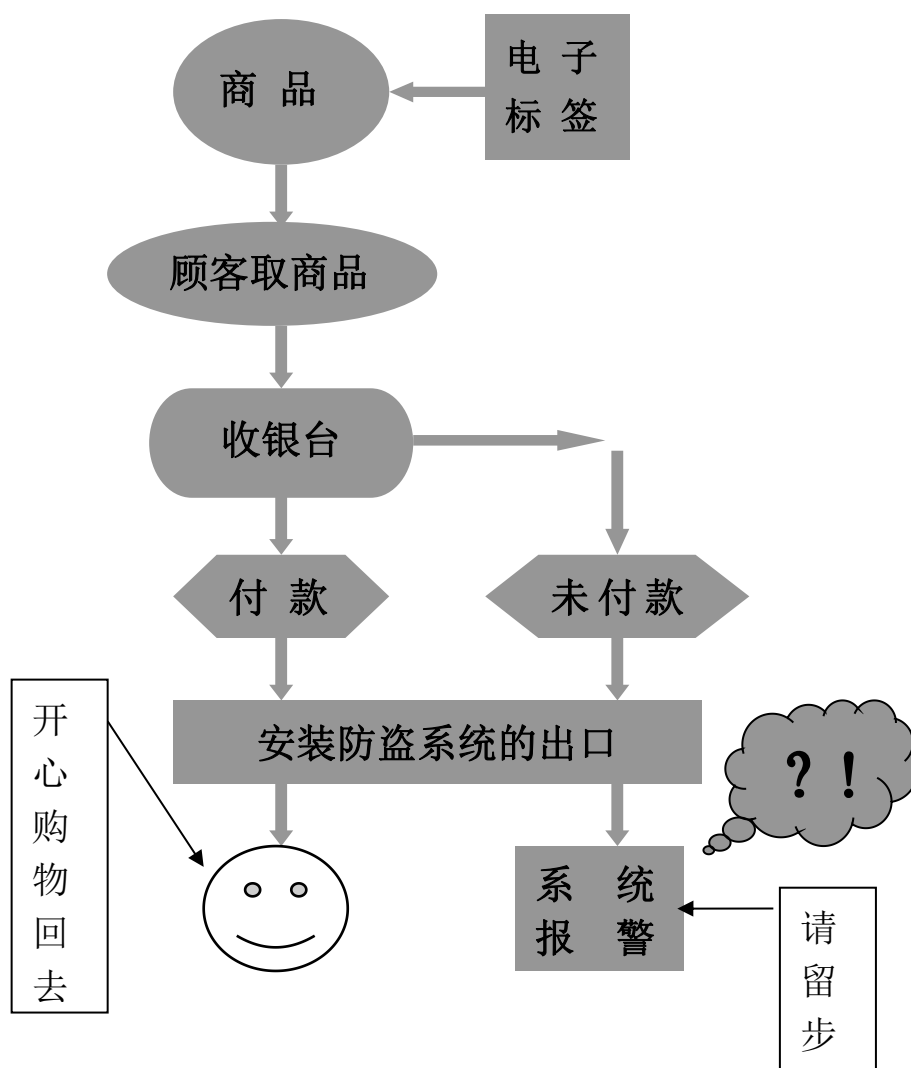 商 品
电 子
标 签
顾客取商品
收银台
付 款
未付款
开心购物回去
安装防盗系统的出口
？！
系 统
报 警
请留步